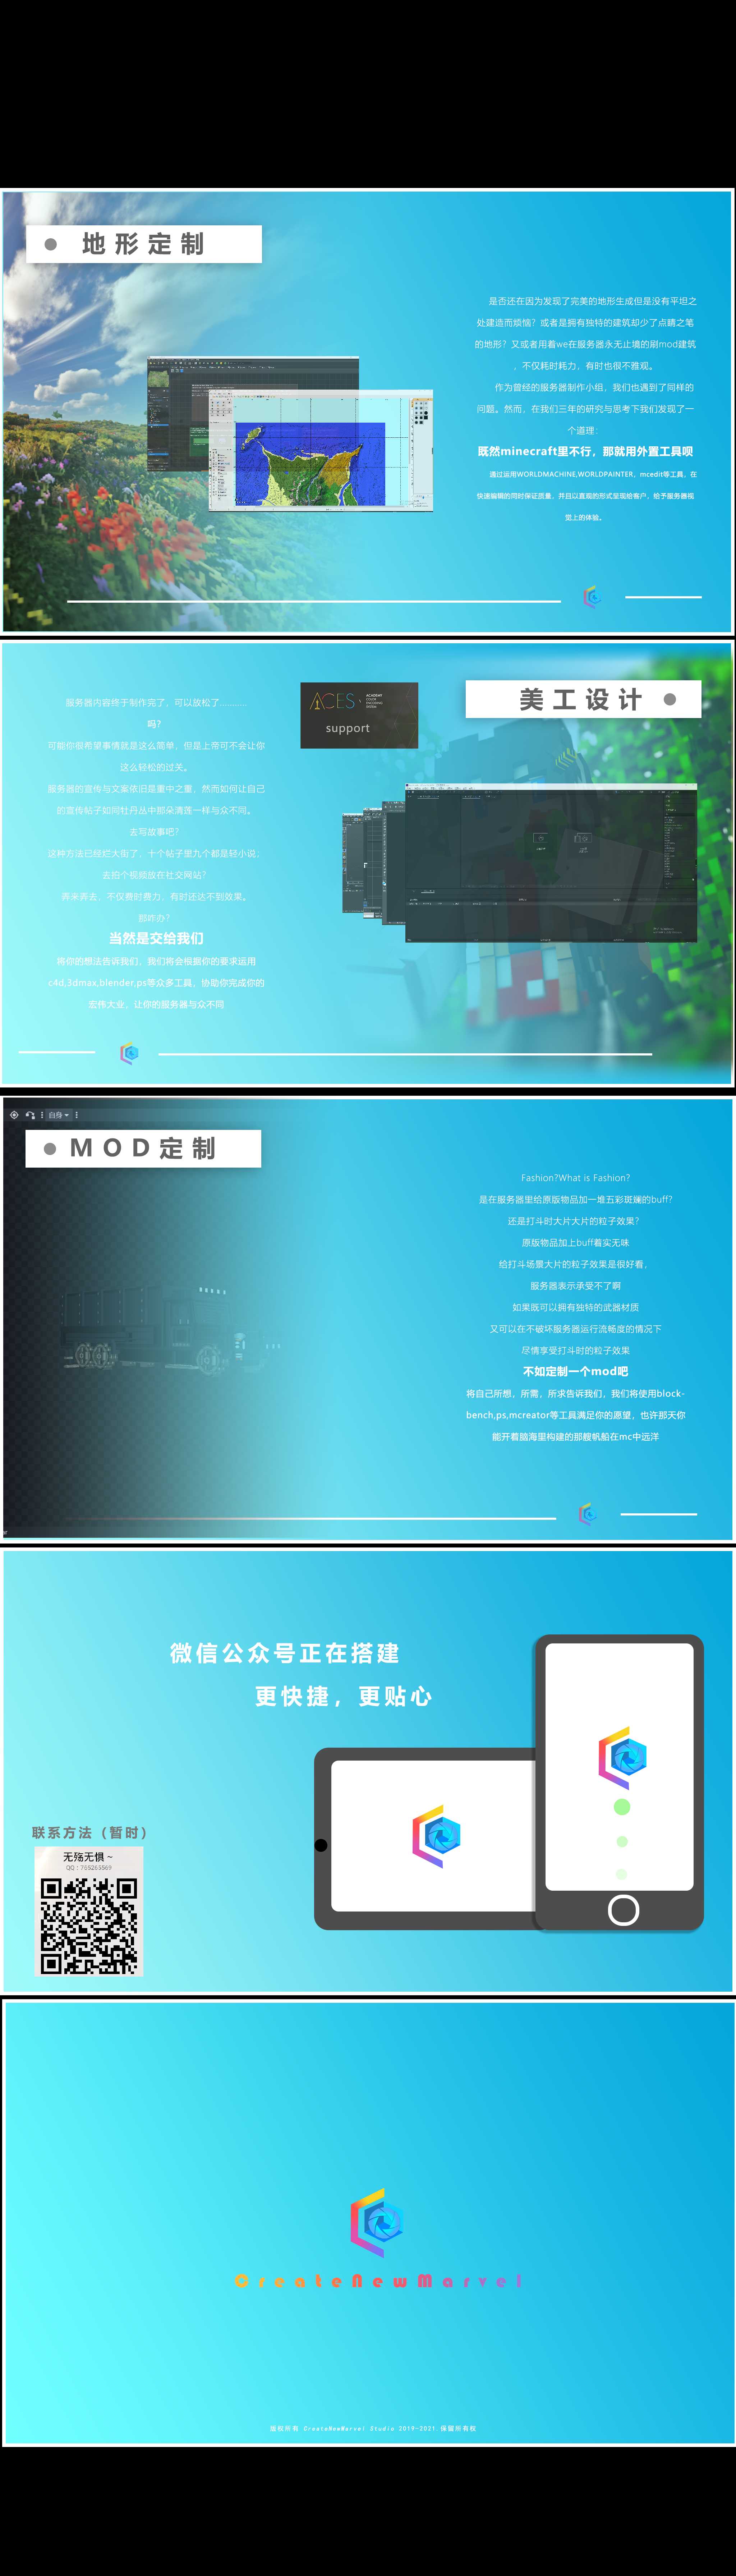 地形定制
是否还在因为发现了完美的地形生成但是没有平坦之
处建造而烦恼？或者是拥有独特的建筑却少了点睛之笔
的地形？又或者用着we在服务器永无止境的刷mod建筑
，不仅耗时耗力，有时也很不雅观。
作为曾经的服务器制作小组，我们也遇到了同样的
问题。然而，在我们三年的研究与思考下我们发现了一
个道理：
既然minecraft里不行，那就用外置工具呗
通过运用WORLDMACHINE,WORLDPAINTER，mcedit等工具，在
快速编辑的同时保证质量，并且以直观的形式呈现给客户，给予服务器视
觉上的体验。
美工设计
ACES
ACADEMY
COLOR
ENCODING
SYSTEM
support
服务器内容终于制作完了，可以放松了..........
吗？
可能你很希望事情就是这么简单，但是上帝可不会让你
这么轻松的过关。
服务器的宣传与文案依旧是重中之重，然而如何让自己
的宣传帖子如同牡丹丛中那朵清莲一样与众不同。
去写故事吧？
这种方法已经烂大街了，十个帖子里九个都是轻小说；
去拍个视频放在社交网站？
弄来弄去，不仅费时费力，有时还达不到效果。
那咋办？
当然是交给我们
将你的想法告诉我们，我们将会根据你的要求运用
c4d,3dmax,blender,ps等众多工具，协助你完成你的
宏伟大业，让你的服务器与众不同
自身
MOD定制
Fashion?What is Fashion?
是在服务器里给原版物品加一堆五彩斑斓的buff?
还是打斗时大片大片的粒子效果？
原版物品加上buff着实无味
给打斗场景大片的粒子效果是很好看，
服务器表示承受不了啊
如果既可以拥有独特的武器材质
又可以在不破坏服务器运行流畅度的情况下
尽情享受打斗时的粒子效果
不如定制一个mod吧
将自己所想，所需，所求告诉我们，我们将使用block-
bench,ps,mcreator等工具满足你的愿望，也许那天你
能开着脑海里构建的那艘帆船在mc中远洋
微信公众号正在搭建
更快捷，更贴心
联系方法（暂时）
无殇无惧 ~
QQ：765265569
CreateNewMarvel
版权所有 CreateNewMarvel Studio 2019-2021 保留所有权